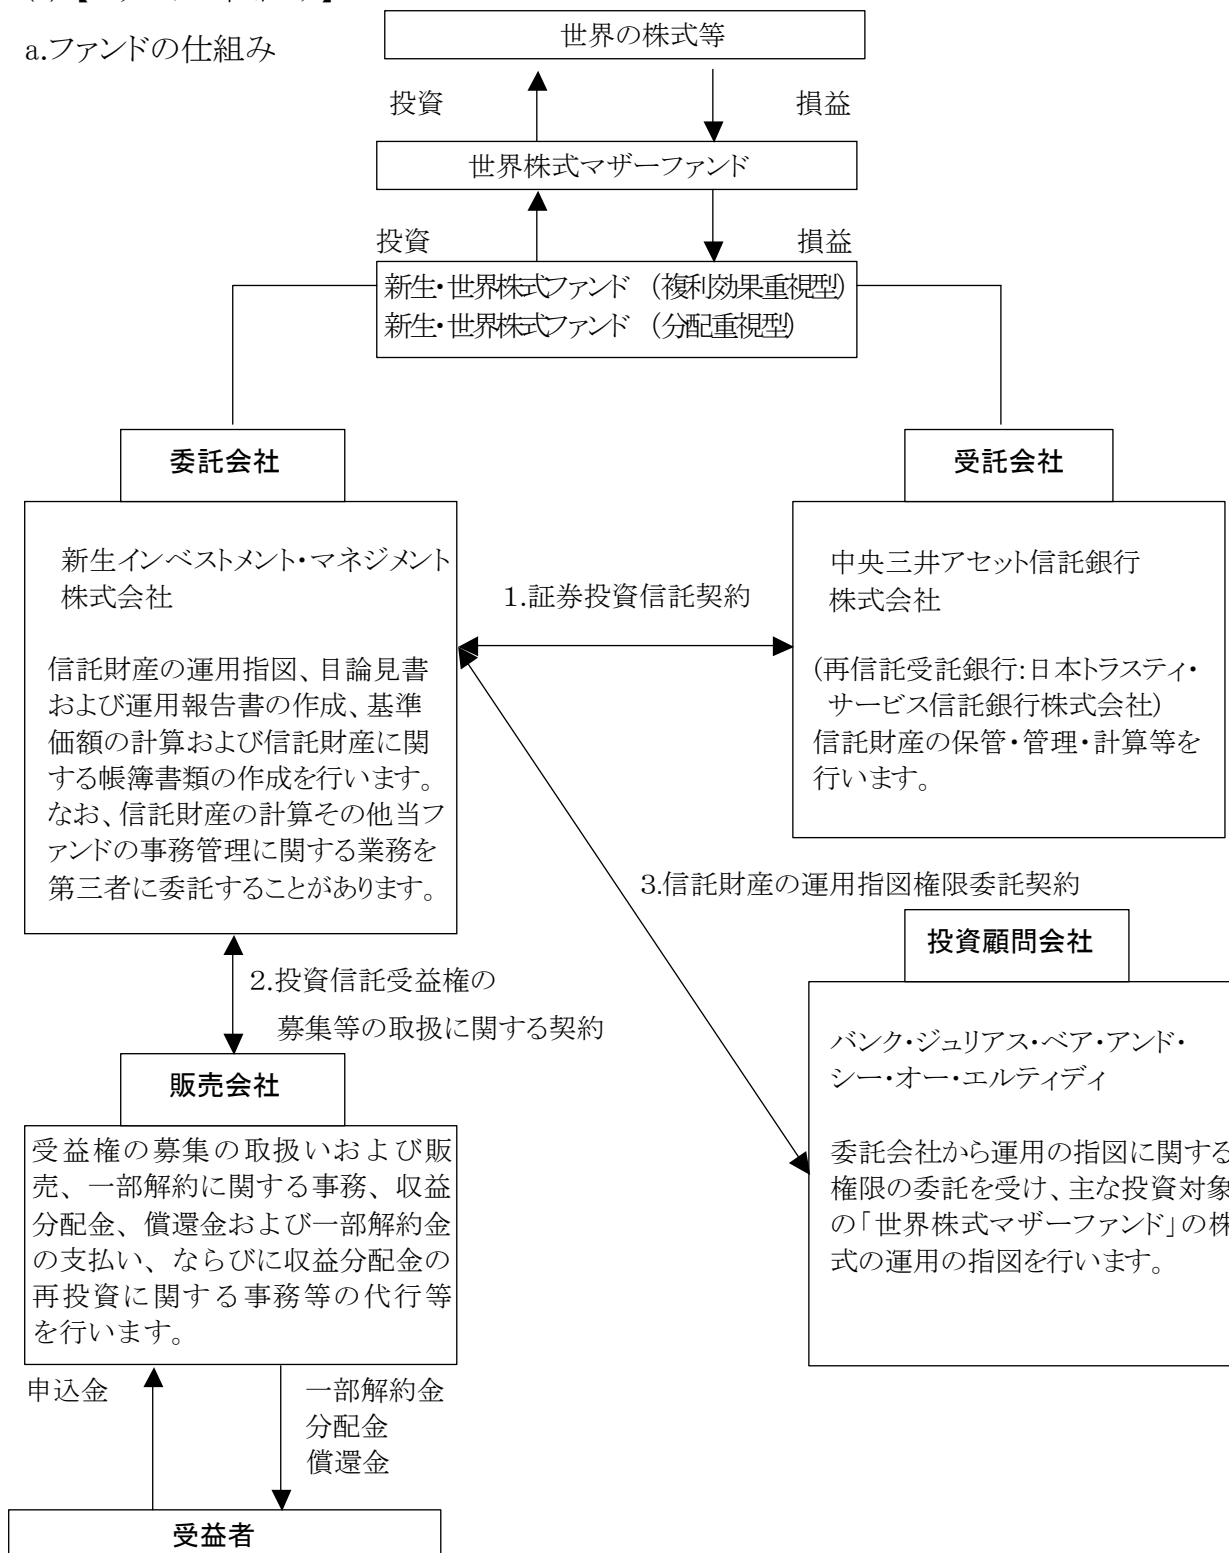 a.ファンドの仕組み
世界の株式等
投資
損益
世界株式マザーファンド
投資
損益
新生・世界株式ファンド (複利効果重視型)
新生・世界株式ファンド (分配重視型)
委託会社
受託会社
新生インベストメント・マネジメント
株式会社
信託財産の運用指図、目論見書
および運用報告書の作成、基準
価額の計算および信託財産に関
する帳簿書類の作成を行います。
なお、信託財産の計算その他当フ
ァンドの事務管理に関する業務を
第三者に委託することがあります。
1.証券投資信託契約
中央三井アセット信託銀行
株式会社
(再信託受託銀行:日本トラスティ・
サービス信託銀行株式会社)
信託財産の保管・管理・計算等を
行います。
3.信託財産の運用指図権限委託契約
投資顧問会社
バンク・ジュリアス・ベア・アンド・
シー・オー・エルティディ
委託会社から運用の指図に関する
権限の委託を受け、主な投資対象
の「世界株式マザーファンド」の株
式の運用の指図を行います。
2.投資信託受益権の
募集等の取扱に関する契約
販売会社
受益権の募集の取扱いおよび販
売、一部解約に関する事務、収益
分配金、償還金および一部解約金
の支払い、ならびに収益分配金の
再投資に関する事務等の代行等
を行います。
申込金
一部解約金
分配金
償還金
受益者